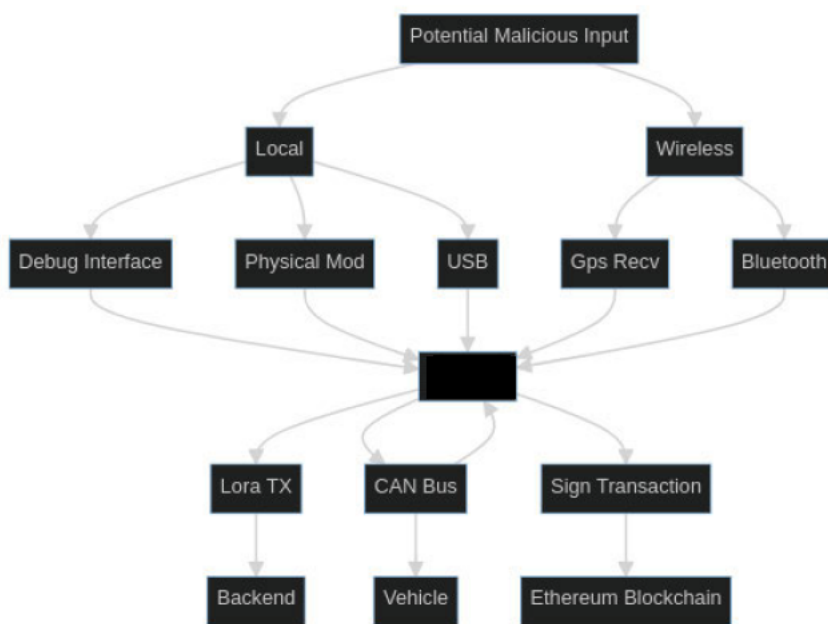 Potential Malicious Input
Local
Wireless
Debug Interface
Physical Mod
USB
Gps Recv
Bluetooth
Lora TX
CAN Bus
Sign Transaction
Backend
Vehicle
Ethereum Blockchain